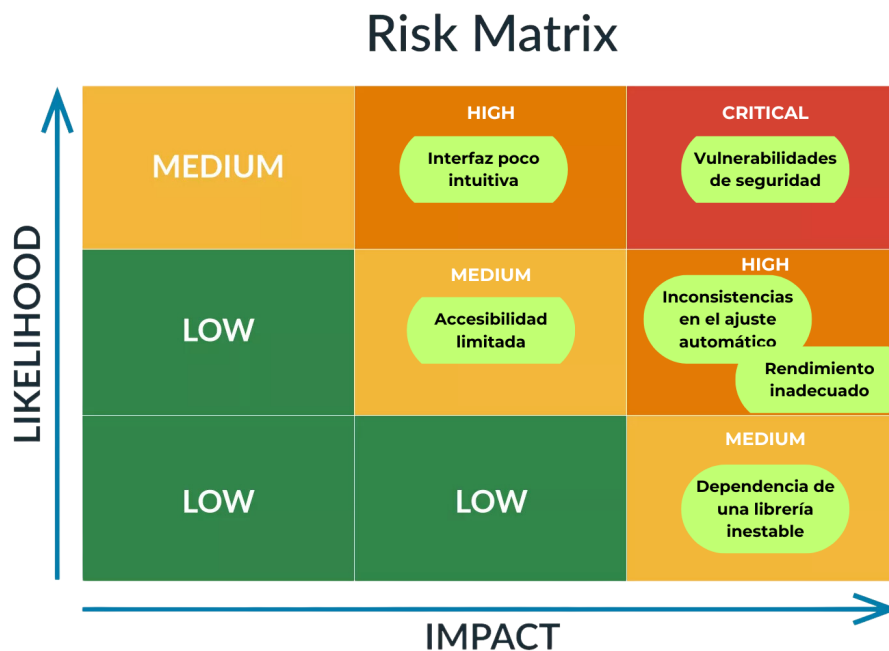 Risk Matrix
LIKELIHOOD
MEDIUM
HIGH
Interfaz poco
intuitiva
CRITICAL
Vulnerabilidades
de seguridad
LOW
MEDIUM
Accesibilidad
limitada
HIGH
Inconsistencias
en el ajuste
automático
Rendimiento
inadecuado
LOW
LOW
MEDIUM
Dependencia de
una librería
inestable
IMPACT